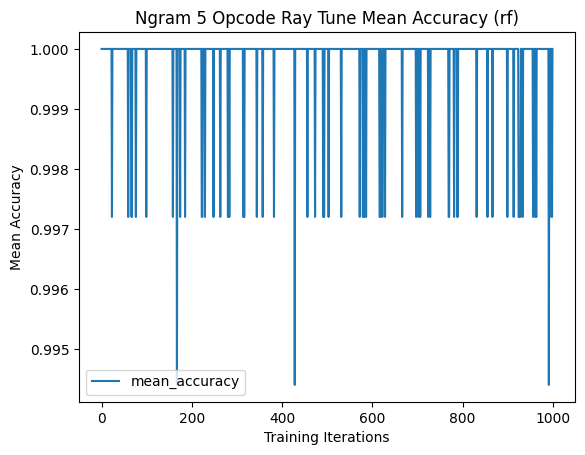 Ngram 5 Opcode Ray Tune Mean Accuracy (rf)
1.000
0.999
0.998
0.997
0.996
0.995
Mean Accuracy
mean_accuracy
0 200 400 600 800 1000
Training Iterations